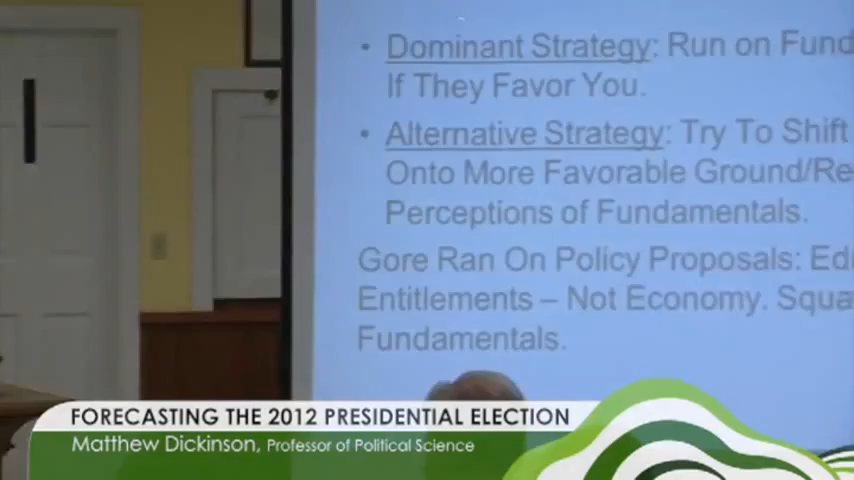 • Dominant Strategy: Run on Fund
If They Favor You.
• Alternative Strategy: Try To Shift
Onto More Favorable Ground/Re
Perceptions of Fundamentals.
Gore Ran On Policy Proposals: Ed
Entitlements – Not Economy. Squa
Fundamentals.
FORECASTING THE 2012 PRESIDENTIAL ELECTION
Matthew Dickinson, Professor of Political Science